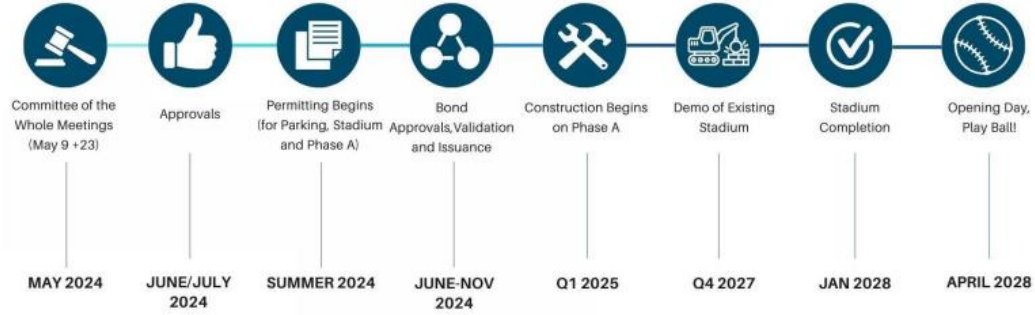 Committee of the
Whole Meetings
(May 9 +23)
Approvals
Permitting Begins
(for Parking, Stadium
and Phase A)
Bond
Approvals,Validation
and Issuance
Construction Begins
on Phase A
Demo of Existing
Stadium
Stadium
Completion
Opening Day,
Play Ball!
MAY 2024
JUNE/JULY
2024
SUMMER 2024
JUNE-NOV
2024
Q1 2025
Q4 2027
JAN 2028
APRIL 2028